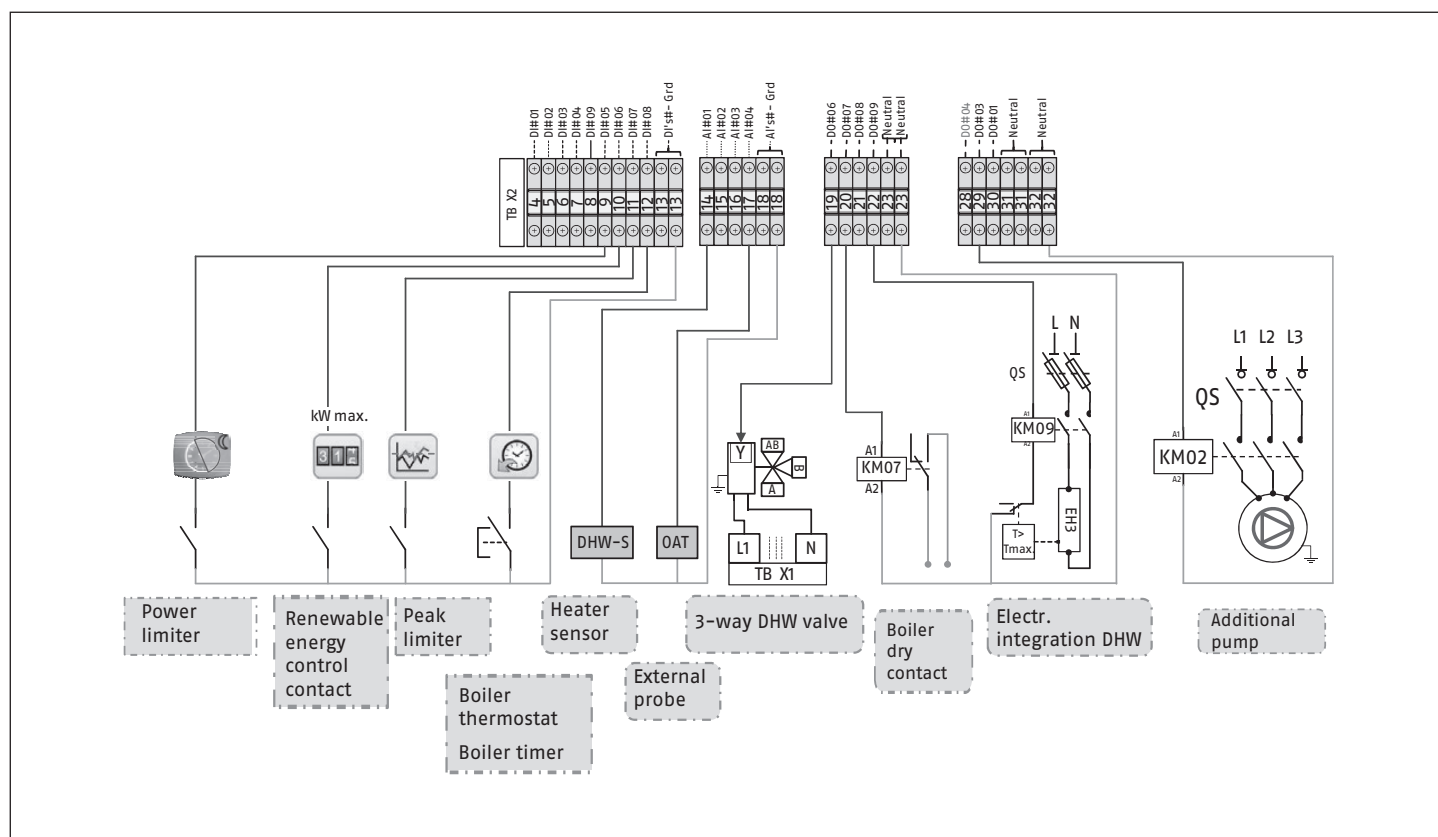 DI#01
DI#02
DI#03
DI#04
DI#09
DI#05
DI#06
DI#07
DI#08
DI's#- Grd
AI#01
AI#02
AI#03
AI#04
AI's#- Grd
DO#06
DO#07
DO#08
DO#09
Neutral
Neutral
DO#04
DO#03
DO#01
Neutral
Neutral
TB X2
4 5 6 7 8 9 10 11 12 13 13
14 15 16 17 18 18
19 20 21 22 23 23
28 29 30 31 31 32 32
L N
L1 L2 L3
QS
QS
kW max.
A1
KM09
A2
A1
KM02
A2
Y
AB
B
A
A1
KM07
A2
DHW-S
OAT
L1
N
TB X1
T>
Tmax.
EH3
Power
limiter
Renewable
energy
control
contact
Peak
limiter
Boiler
thermostat
Boiler timer
Heater
sensor
External
probe
3-way DHW valve
Boiler
dry
contact
Electr.
integration DHW
Additional
pump